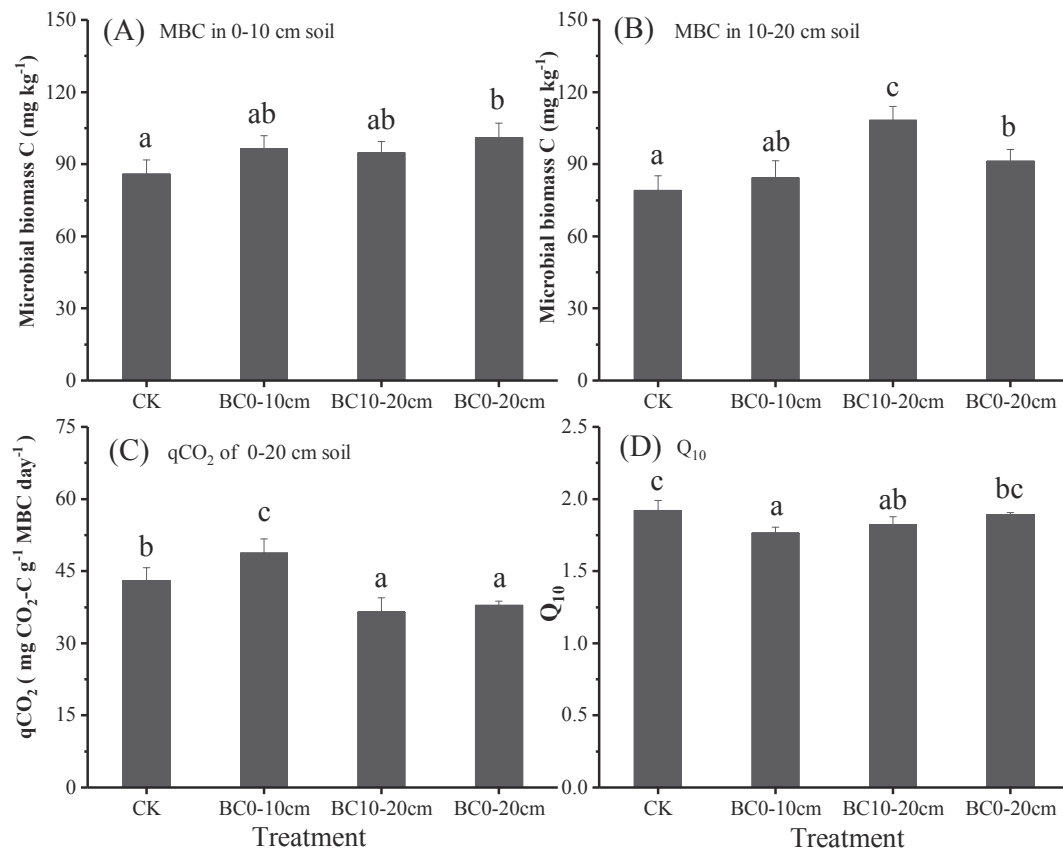 (A) MBC in 0-10 cm soil
Microbial biomass C (mg kg⁻¹)
150
120
90
60
30
0
a
ab
ab
b
CK
BC0-10cm
BC10-20cm
BC0-20cm
(B) MBC in 10-20 cm soil
Microbial biomass C (mg kg⁻¹)
150
120
90
60
30
0
a
ab
c
b
CK
BC0-10cm
BC10-20cm
BC0-20cm
(C) qCO₂ of 0-20 cm soil
qCO₂ ( mg CO₂-C g⁻¹ MBC day⁻¹)
75
60
45
30
15
0
b
c
a
a
CK
BC0-10cm
BC10-20cm
BC0-20cm
Treatment
(D) Q₁₀
Q₁₀
2.5
2.0
1.5
1.0
0.5
0.0
c
a
ab
bc
CK
BC0-10cm
BC10-20cm
BC0-20cm
Treatment